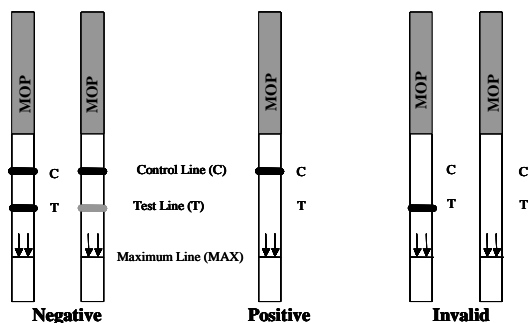 MOP MOP MOP MOP MOP
C Control Line (C) C C C
T Test Line (T) T T T
Maximum Line (MAX)
Negative Positive Invalid